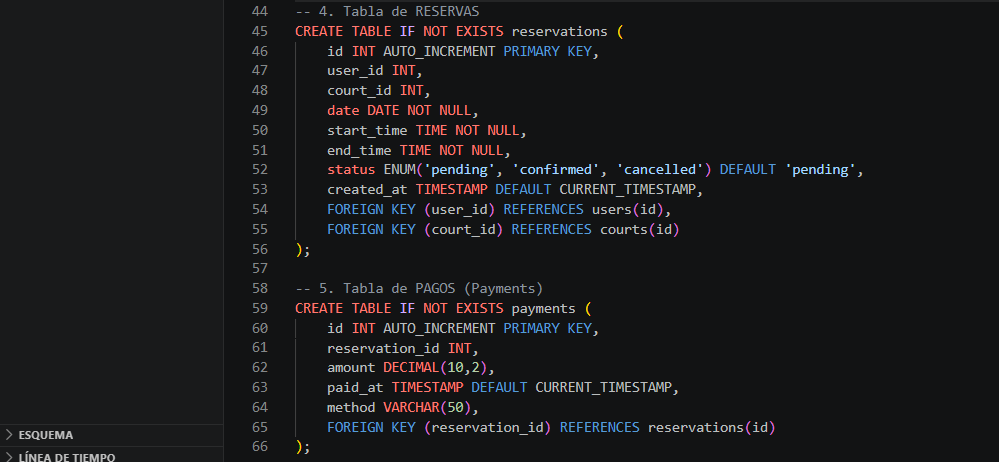 44 -- 4. Tabla de RESERVAS
45 CREATE TABLE IF NOT EXISTS reservations (
46 id INT AUTO_INCREMENT PRIMARY KEY,
47 user_id INT,
48 court_id INT,
49 date DATE NOT NULL,
50 start_time TIME NOT NULL,
51 end_time TIME NOT NULL,
52 status ENUM('pending', 'confirmed', 'cancelled') DEFAULT 'pending',
53 created_at TIMESTAMP DEFAULT CURRENT_TIMESTAMP,
54 FOREIGN KEY (user_id) REFERENCES users(id),
55 FOREIGN KEY (court_id) REFERENCES courts(id)
56 );
57
58 -- 5. Tabla de PAGOS (Payments)
59 CREATE TABLE IF NOT EXISTS payments (
60 id INT AUTO_INCREMENT PRIMARY KEY,
61 reservation_id INT,
62 amount DECIMAL(10,2),
63 paid_at TIMESTAMP DEFAULT CURRENT_TIMESTAMP,
64 method VARCHAR(50),
65 FOREIGN KEY (reservation_id) REFERENCES reservations(id)
66 );
ESQUEMA
LÍNEA DE TIEMPO